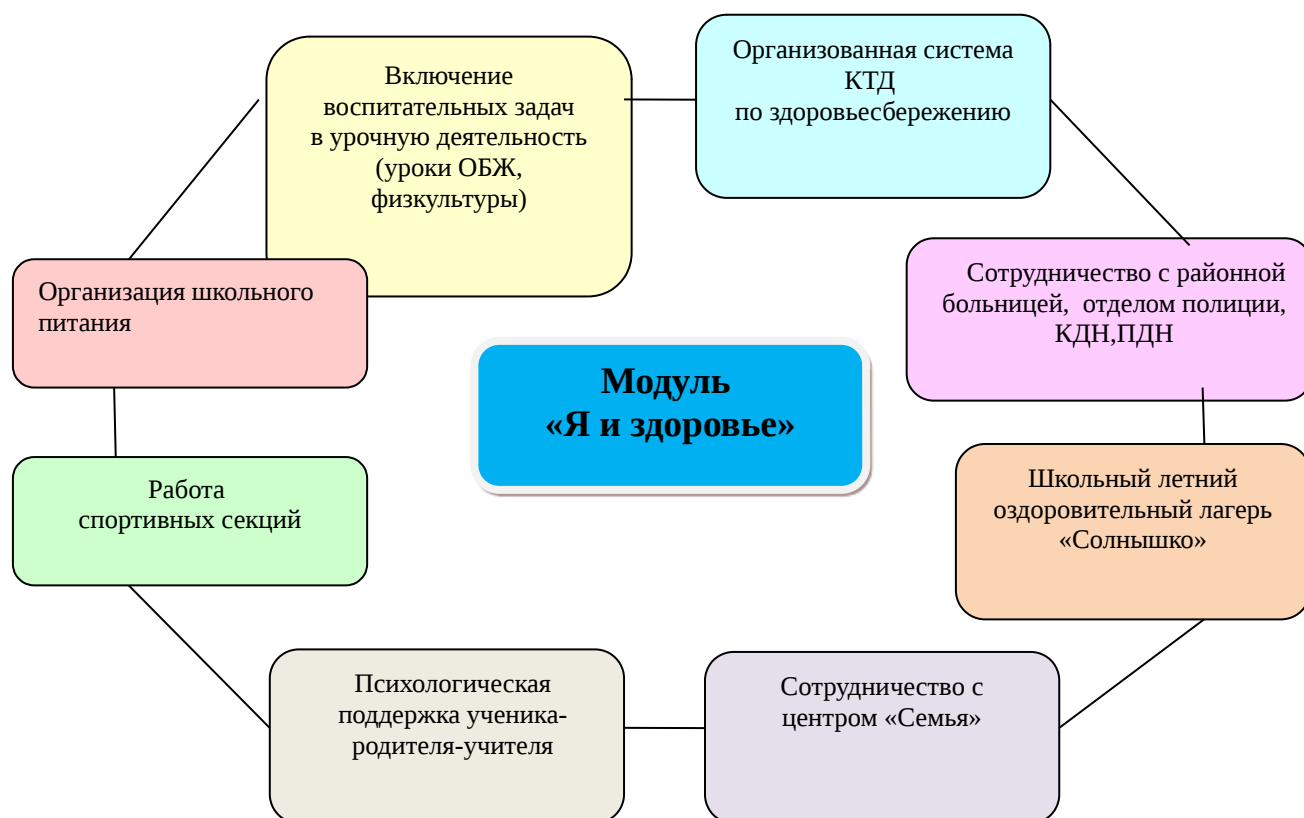 Включение
воспитательных задач
в урочную деятельность
(уроки ОБЖ,
физкультуры)
Организованная система
КТД
по здоровьесбережению
Организация школьного
питания
Сотрудничество с районной
больницей, отделом полиции,
КДН,ПДН
Модуль
«Я и здоровье»
Работа
спортивных секций
Школьный летний
оздоровительный лагерь
«Солнышко»
Психологическая
поддержка ученика-
родителя-учителя
Сотрудничество с
центром «Семья»